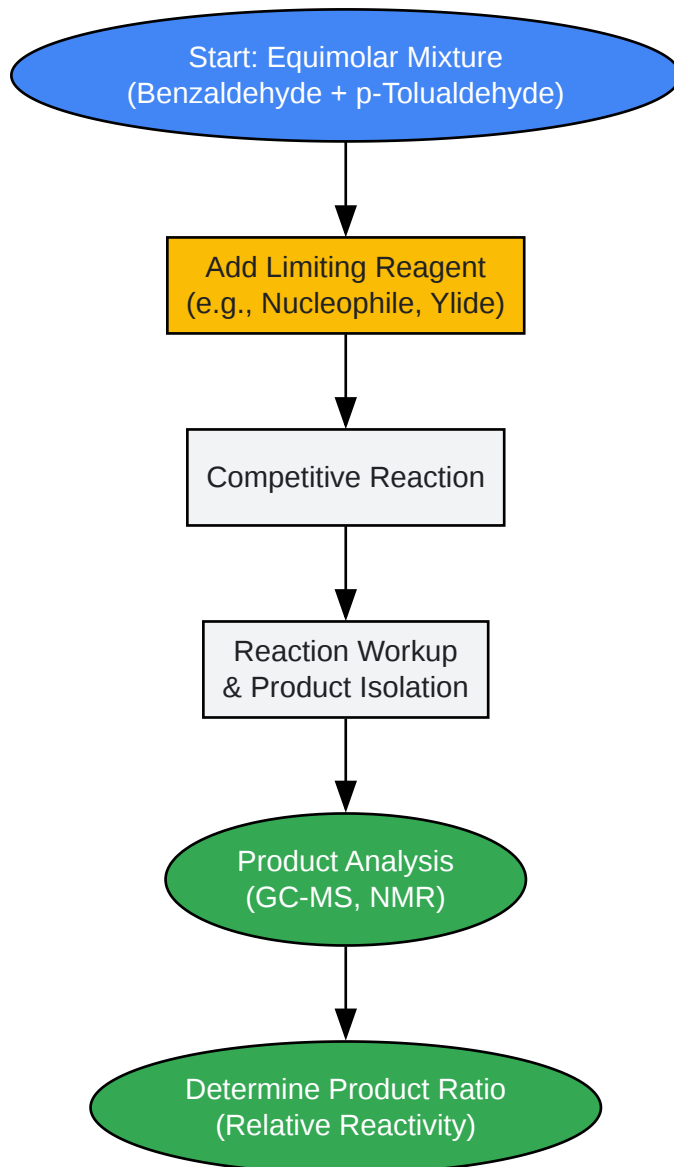 Start: Equimolar Mixture
(Benzaldehyde + p-Tolualdehyde)
Add Limiting Reagent
(e.g., Nucleophile, Ylide)
Competitive Reaction
Reaction Workup
& Product Isolation
Product Analysis
(GC-MS, NMR)
Determine Product Ratio
(Relative Reactivity)